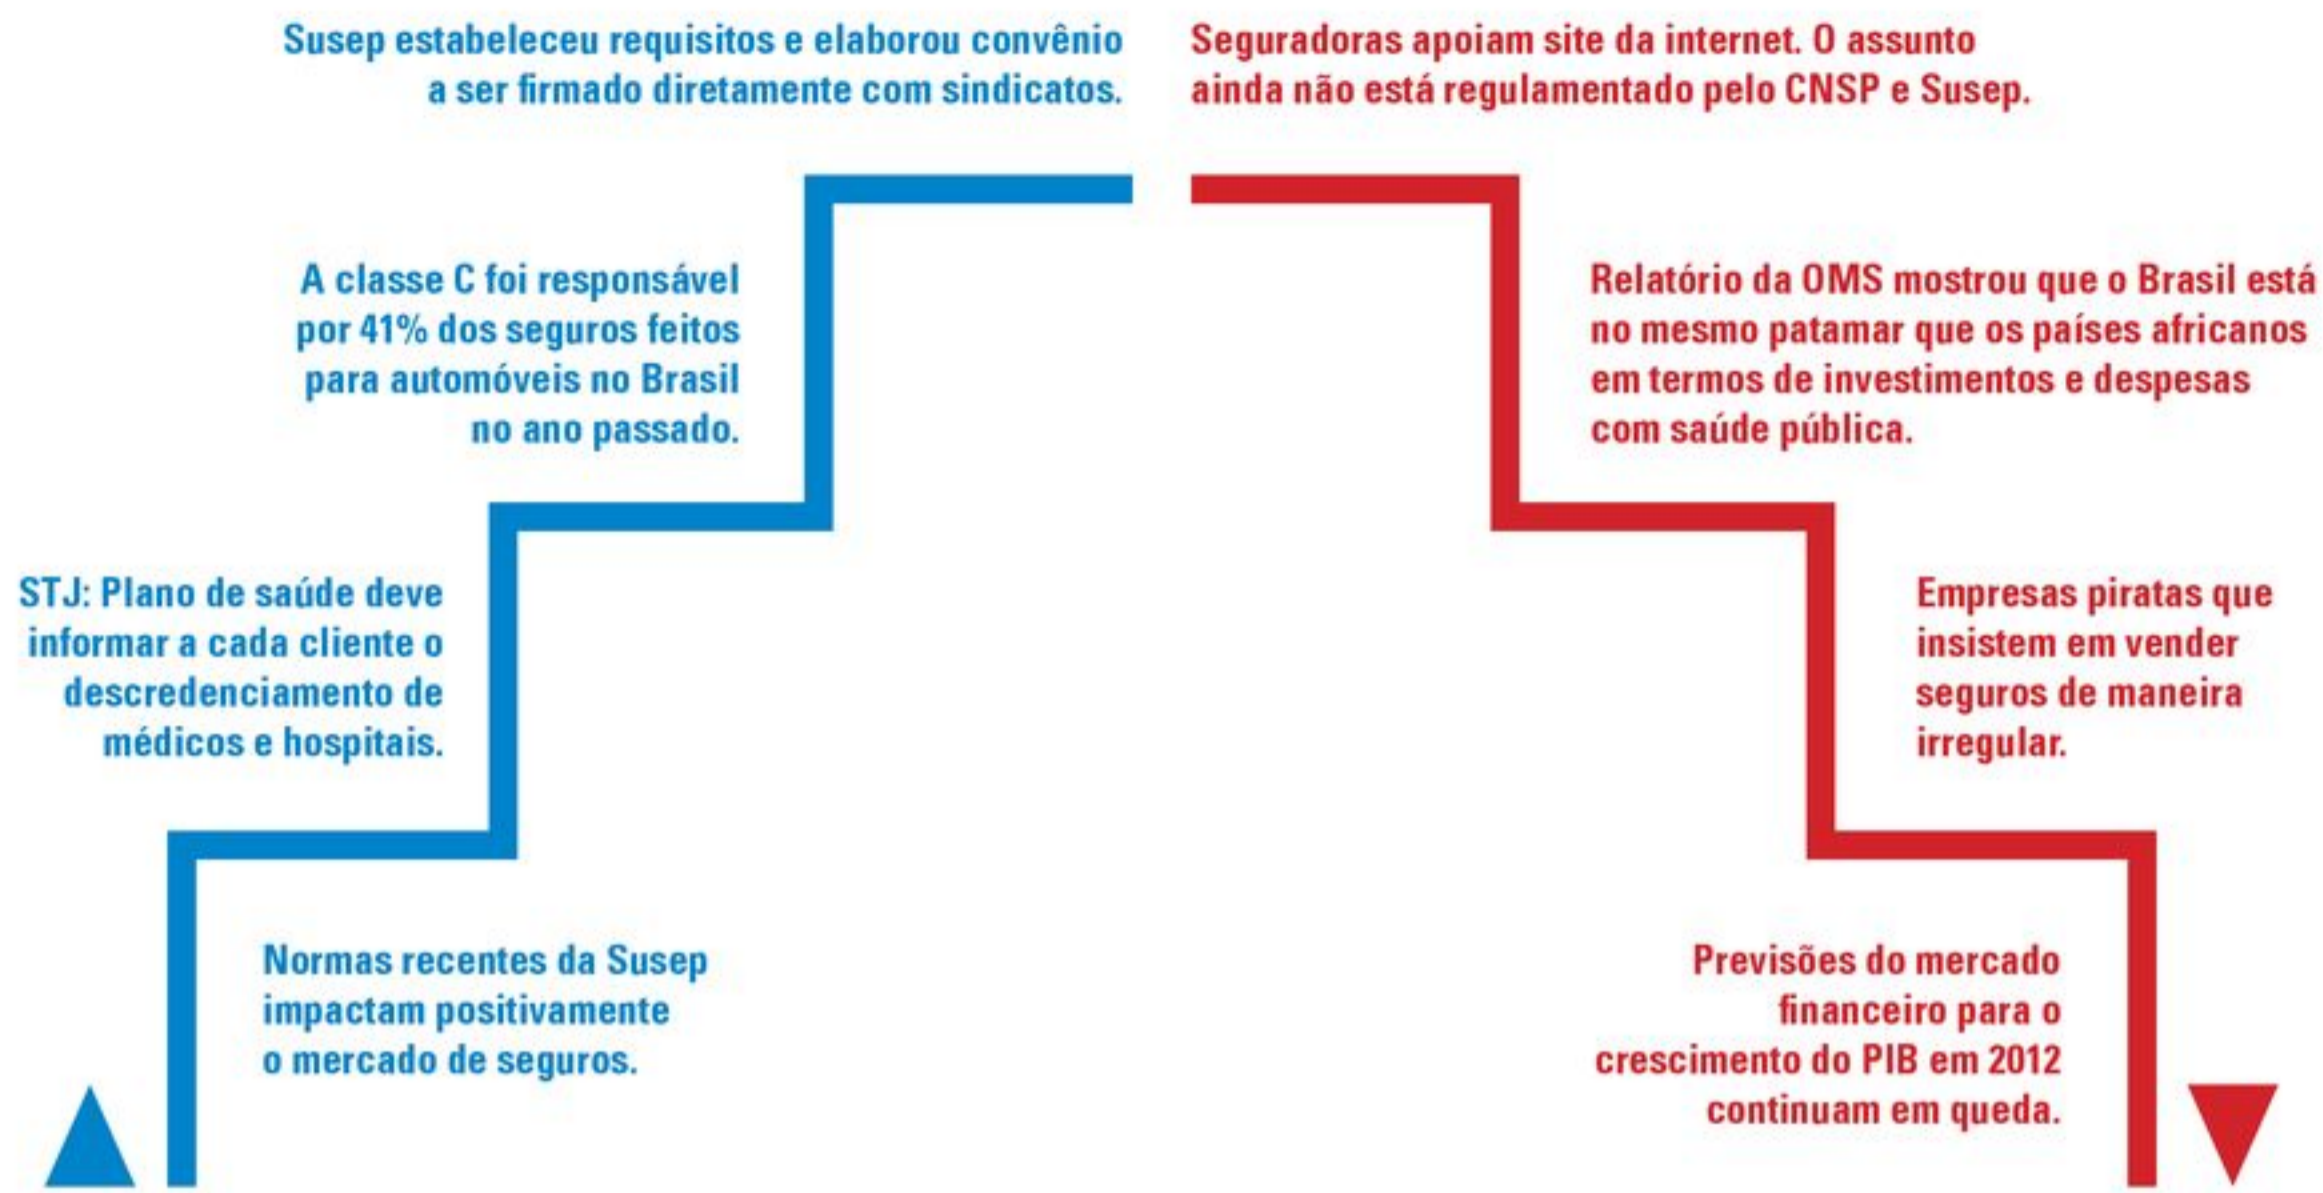 Susep estabeleceu requisitos e elaborou convênio
a ser firmado diretamente com sindicatos.
A classe C foi responsável
por 41% dos seguros feitos
para automóveis no Brasil
no ano passado.
STJ: Plano de saúde deve
informar a cada cliente o
descredenciamento de
médicos e hospitais.
Normas recentes da Susep
impactam positivamente
o mercado de seguros.
Seguradoras apoiam site da internet. O assunto
ainda não está regulamentado pelo CNSP e Susep.
Relatório da OMS mostrou que o Brasil está
no mesmo patamar que os países africanos
em termos de investimentos e despesas
com saúde pública.
Empresas piratas que
insistem em vender
seguros de maneira
irregular.
Previsões do mercado
financeiro para o
crescimento do PIB em 2012
continuam em queda.